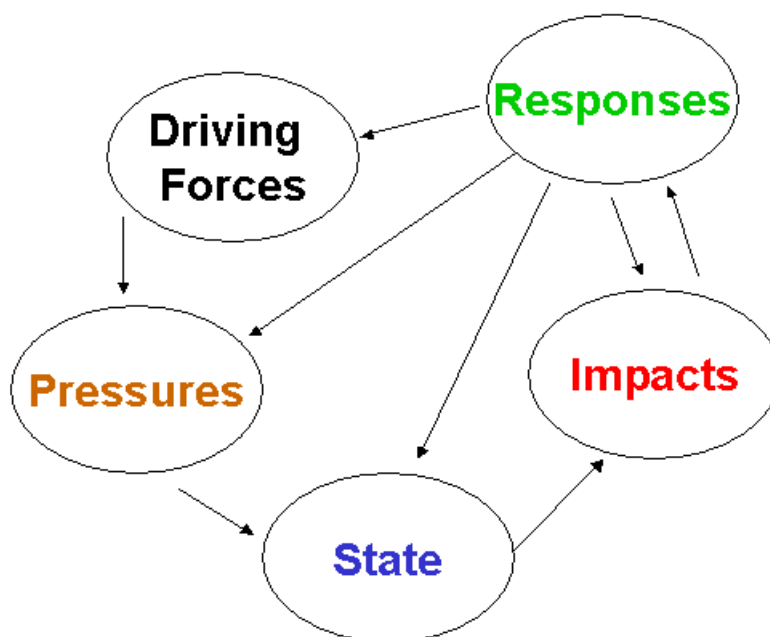 Responses
Driving
Forces
Impacts
Pressures
State